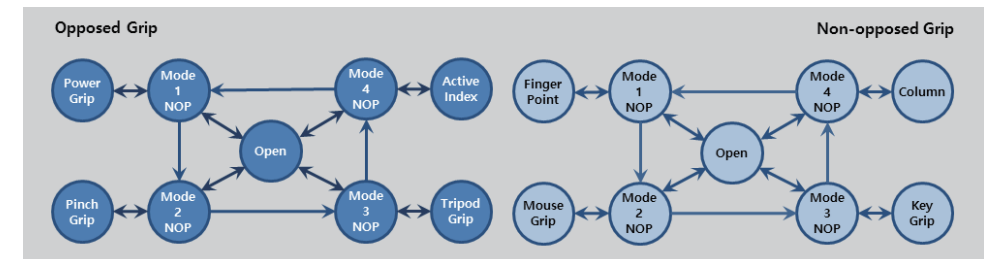 Opposed Grip
Non-opposed Grip
Power
Grip
Mode
1
NOP
Mode
4
NOP
Active
Index
Open
Pinch
Grip
Mode
2
NOP
Mode
3
NOP
Tripod
Grip
Finger
Point
Mode
1
NOP
Mode
4
NOP
Column
Open
Mouse
Grip
Mode
2
NOP
Mode
3
NOP
Key
Grip